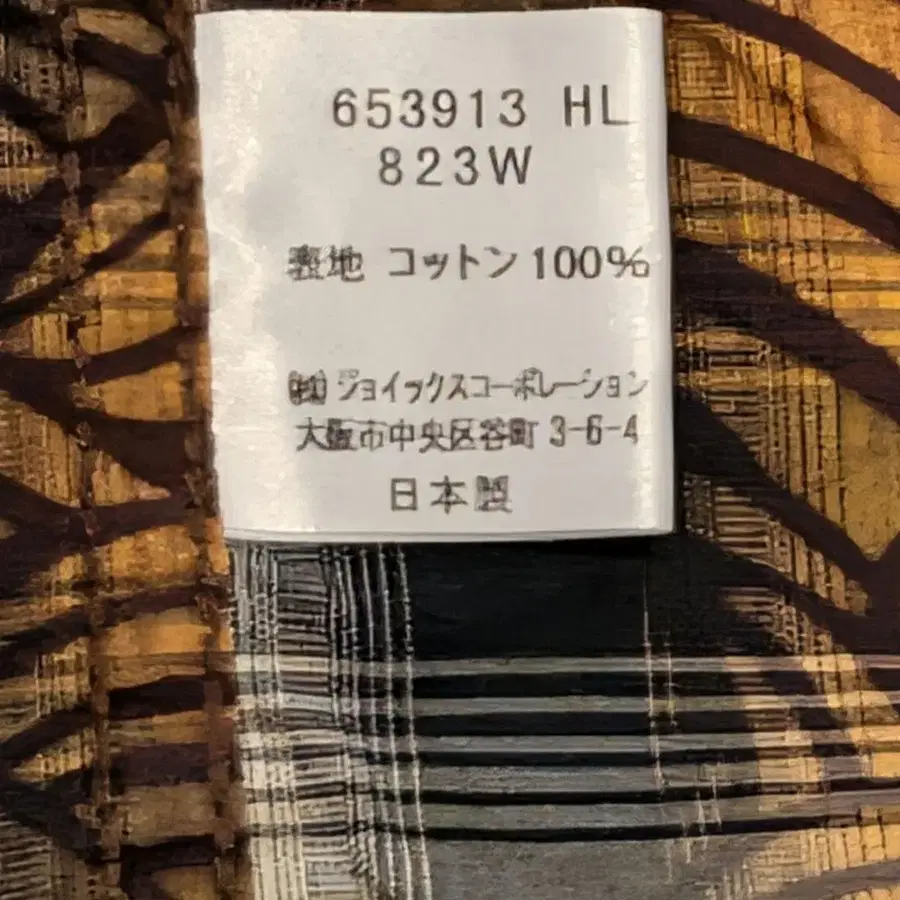 653913 HL
823W
表地 コットン100%
㈱ジョイックスコーポレーション
大阪市中央区谷町 3-6-4
日本製